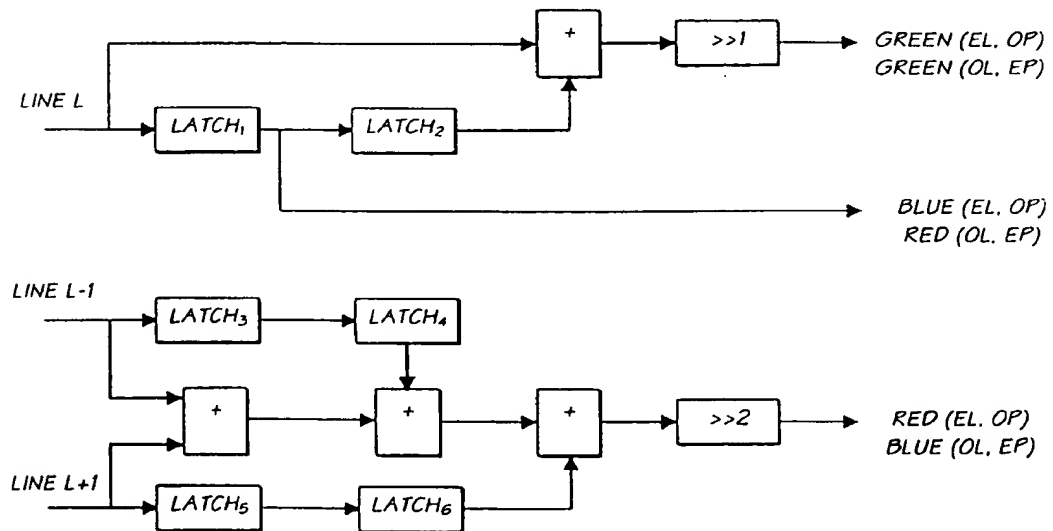 +
>>1
GREEN (EL, OP)
GREEN (OL, EP)
LINE L
LATCH₁
LATCH₂
BLUE (EL, OP)
RED (OL, EP)
LINE L-1
LATCH₃
LATCH₄
+
+
+
>>2
RED (EL, OP)
BLUE (OL, EP)
LINE L+1
LATCH₅
LATCH₆